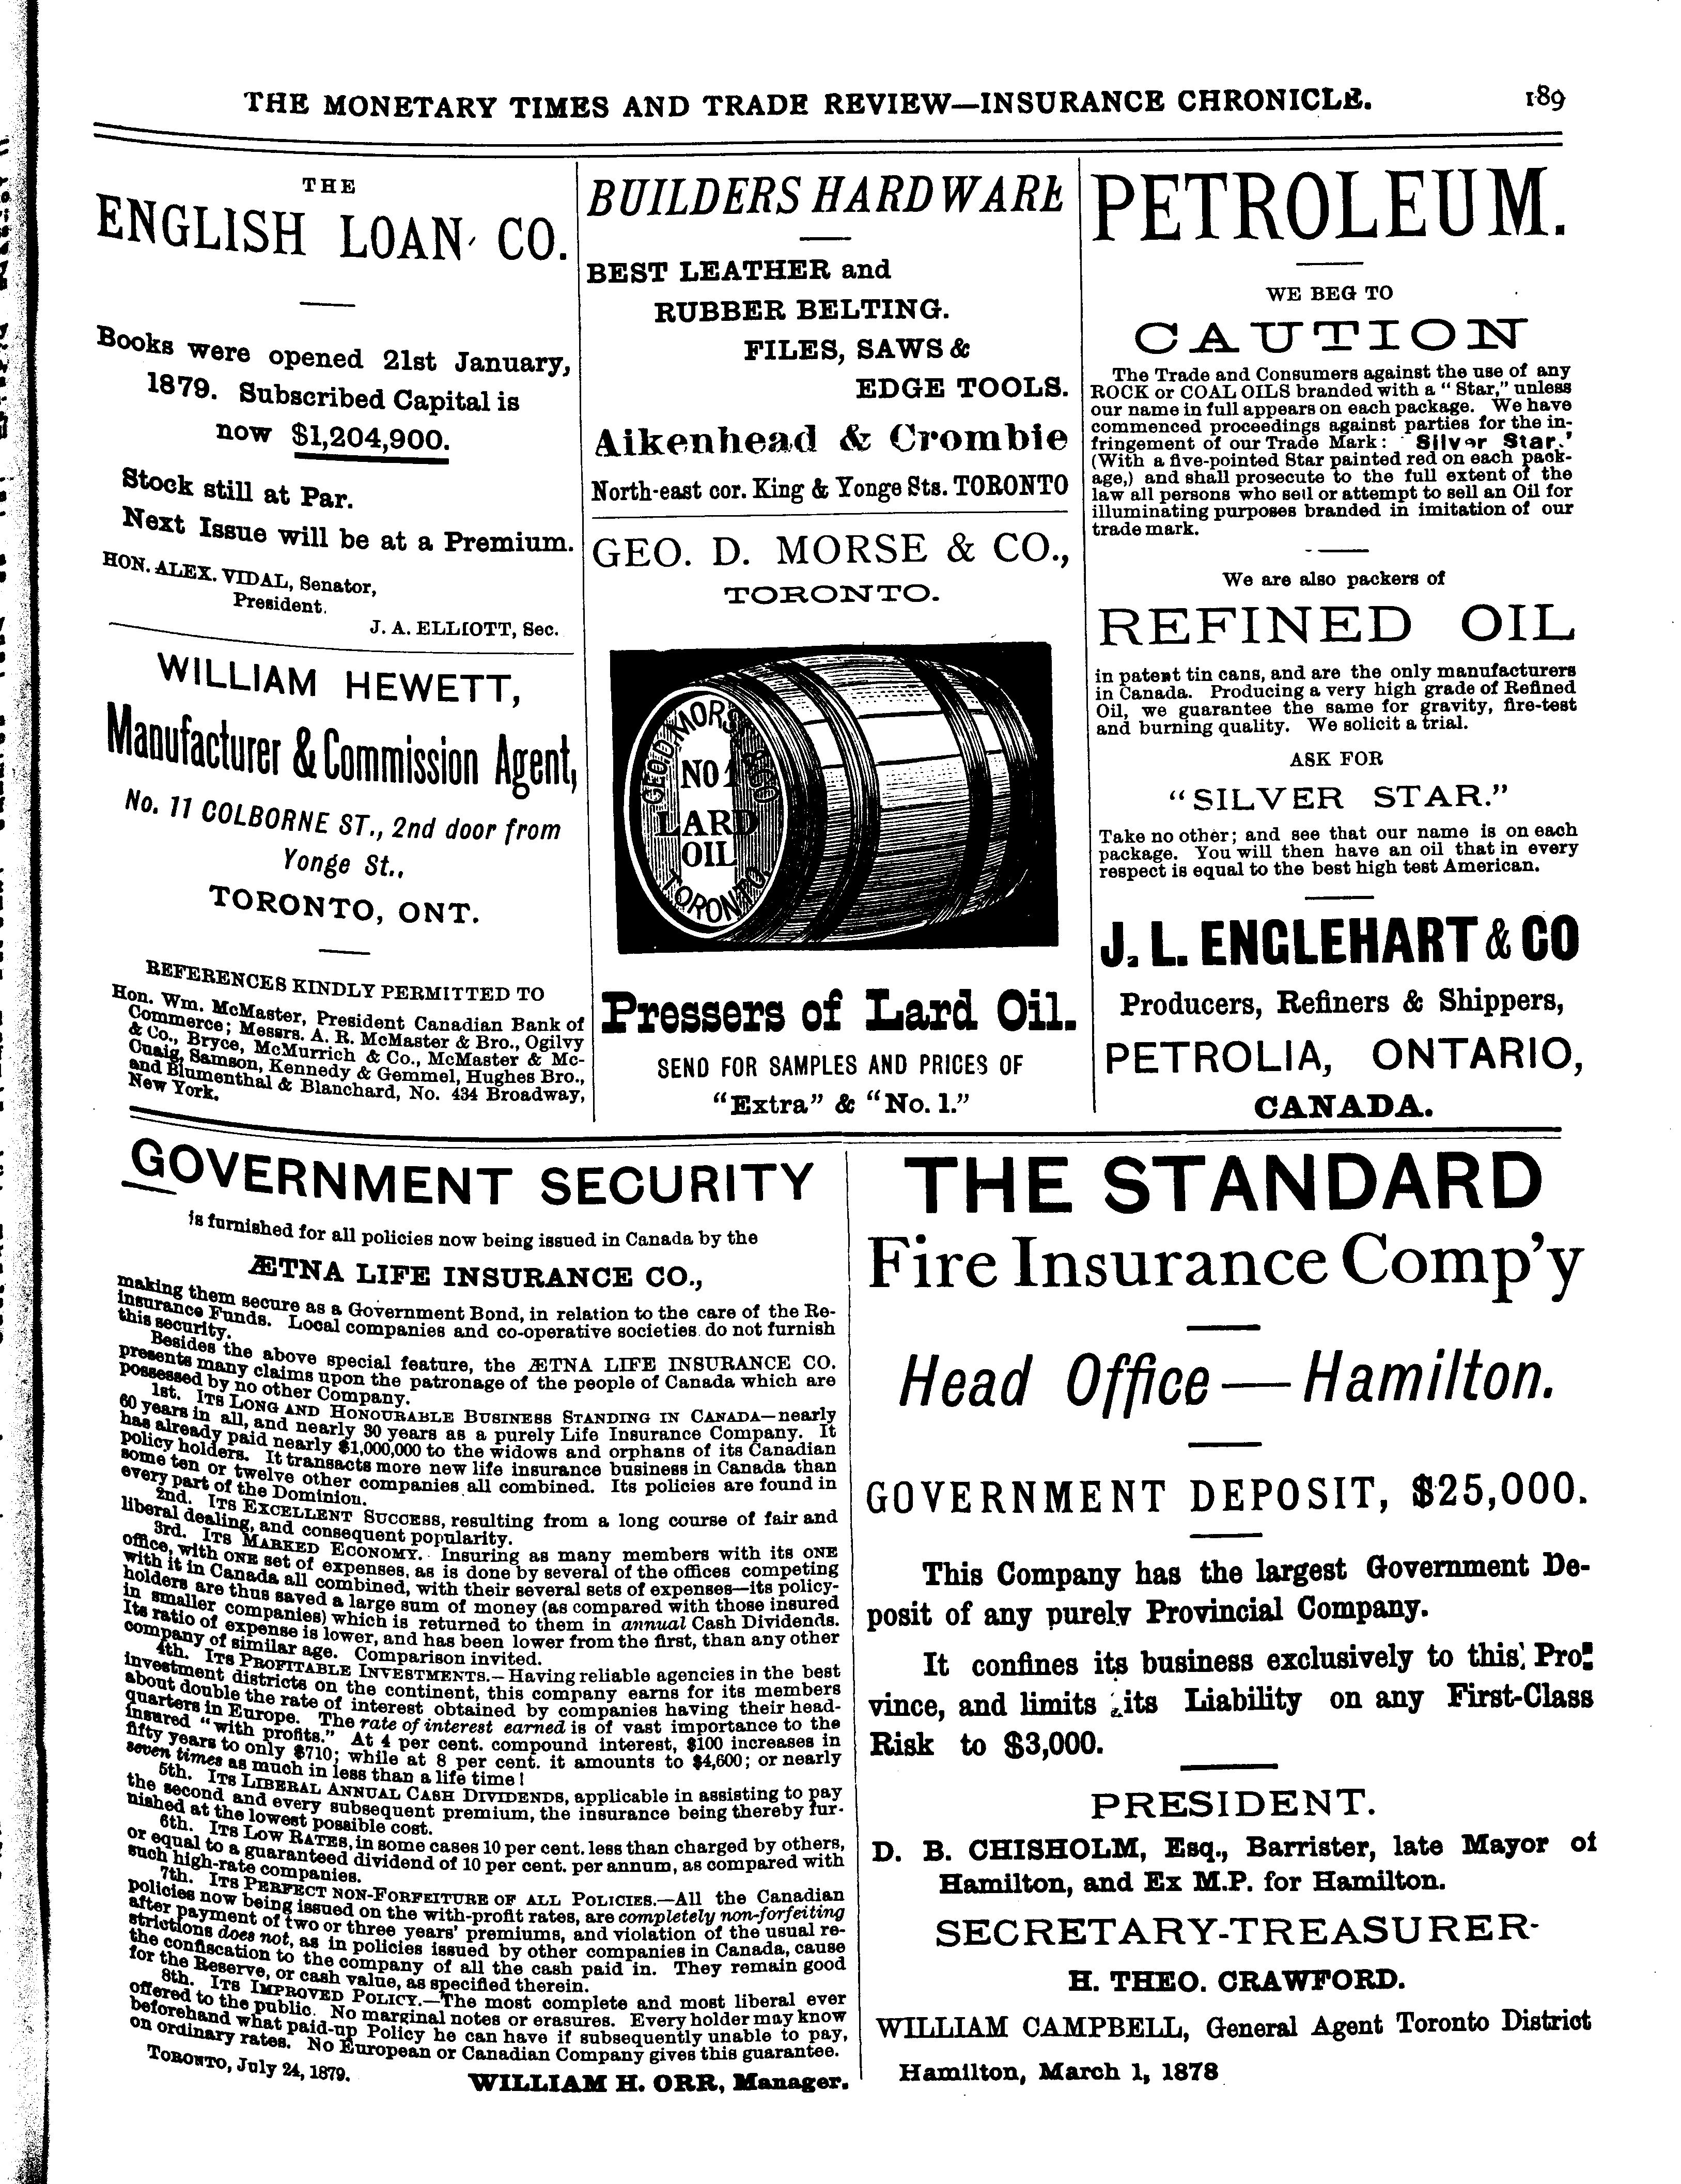 THE MONETARY TIMES AND TRADE REVIEW—INSURANCE CHRONICLE.
189
THE
ENGLISH LOAN CO.
Books were opened 21st January,
1879. Subscribed Capital is
now $1,204,900.
Stock still at Par.
Next Issue will be at a Premium.
HON. ALEX. VIDAL, Senator,
President.
J. A. ELLIOTT, Sec.
WILLIAM HEWETT,
Manufacturer & Commission Agent,
No. 11 COLBORNE ST., 2nd door from
Yonge St.,
TORONTO, ONT.
REFERENCES KINDLY PERMITTED TO
Hon. Wm. McMaster, President Canadian Bank of
Commerce; Messrs. A. R. McMaster & Bro., Ogilvy
& Co., Bryce, McMurrich & Co., McMaster & Mc-
Cuaig, Samson, Kennedy & Gemmel, Hughes Bro.,
and Blumenthal & Blanchard, No. 434 Broadway,
New York.
BUILDERS HARDWARE
BEST LEATHER and
RUBBER BELTING.
FILES, SAWS &
EDGE TOOLS.
Aikenhead & Crombie
North-east cor. King & Yonge Sts. TORONTO
GEO. D. MORSE & CO.,
TORONTO.
GEO.D.MORSE & CO
NO 1
LARD
OIL
TORONTO.
Pressers of Lard Oil.
SEND FOR SAMPLES AND PRICES OF
"Extra" & "No. 1."
PETROLEUM.
WE BEG TO
CAUTION
The Trade and Consumers against the use of any
ROCK or COAL OILS branded with a "Star," unless
our name in full appears on each package. We have
commenced proceedings against parties for the in-
fringement of our Trade Mark: Silver Star.'
(With a five-pointed Star painted red on each pack-
age,) and shall prosecute to the full extent of the
law all persons who sell or attempt to sell an Oil for
illuminating purposes branded in imitation of our
trade mark.
We are also packers of
REFINED OIL
in patent tin cans, and are the only manufacturers
in Canada. Producing a very high grade of Refined
Oil, we guarantee the same for gravity, fire-test
and burning quality. We solicit a trial.
ASK FOR
"SILVER STAR."
Take no other; and see that our name is on each
package. You will then have an oil that in every
respect is equal to the best high test American.
J. L. ENGLEHART & CO
Producers, Refiners & Shippers,
PETROLIA, ONTARIO,
CANADA.
GOVERNMENT SECURITY
is furnished for all policies now being issued in Canada by the
ÆTNA LIFE INSURANCE CO.,
making them secure as a Government Bond, in relation to the care of the Re-
insurance Funds. Local companies and co-operative societies do not furnish
this security.
Besides the above special feature, the ÆTNA LIFE INSURANCE CO.
presents many claims upon the patronage of the people of Canada which are
possessed by no other Company.
1st. ITS LONG AND HONOURABLE BUSINESS STANDING IN CANADA—nearly
60 years in all, and nearly 30 years as a purely Life Insurance Company. It
has already paid nearly $1,000,000 to the widows and orphans of its Canadian
policy holders. It transacts more new life insurance business in Canada than
some ten or twelve other companies all combined. Its policies are found in
every part of the Dominion.
2nd. ITS EXCELLENT SUCCESS, resulting from a long course of fair and
liberal dealing, and consequent popularity.
3rd. ITS MARKED ECONOMY. Insuring as many members with its ONE
office, with ONE set of expenses, as is done by several of the offices competing
with it in Canada all combined, with their several sets of expenses—its policy-
holders are thus saved a large sum of money (as compared with those insured
in smaller companies) which is returned to them in annual Cash Dividends.
Its ratio of expense is lower, and has been lower from the first, than any other
company of similar age. Comparison invited.
4th. ITS PROFITABLE INVESTMENTS.—Having reliable agencies in the best
investment districts on the continent, this company earns for its members
about double the rate of interest obtained by companies having their head-
quarters in Europe. The rate of interest earned is of vast importance to the
insured "with profits." At 4 per cent. compound interest, $100 increases in
fifty years to only $710; while at 8 per cent. it amounts to $4,600; or nearly
seven times as much in less than a life time!
5th. ITS LIBERAL ANNUAL CASH DIVIDENDS, applicable in assisting to pay
the second and every subsequent premium, the insurance being thereby fur-
nished at the lowest possible cost.
6th. ITS LOW RATES, in some cases 10 per cent. less than charged by others,
or equal to a guaranteed dividend of 10 per cent. per annum, as compared with
such high-rate companies.
7th. ITS PERFECT NON-FORFEITURE OF ALL POLICIES.—All the Canadian
policies now being issued on the with-profit rates, are completely non-forfeiting
after payment of two or three years' premiums, and violation of the usual re-
strictions does not, as in policies issued by other companies in Canada, cause
the confiscation to the company of all the cash paid in. They remain good
for the Reserve, or cash value, as specified therein.
8th. ITS IMPROVED POLICY.—The most complete and most liberal ever
offered to the public. No marginal notes or erasures. Every holder may know
beforehand what paid-up Policy he can have if subsequently unable to pay,
on ordinary rates. No European or Canadian Company gives this guarantee.
TORONTO, July 24, 1879.
WILLIAM H. ORR, Manager.
THE STANDARD
Fire Insurance Comp'y
Head Office—Hamilton.
GOVERNMENT DEPOSIT, $25,000.
This Company has the largest Government De-
posit of any purely Provincial Company.
It confines its business exclusively to this Pro-
vince, and limits its Liability on any First-Class
Risk to $3,000.
PRESIDENT.
D. B. CHISHOLM, Esq., Barrister, late Mayor of
Hamilton, and Ex M.P. for Hamilton.
SECRETARY-TREASURER-
H. THEO. CRAWFORD.
WILLIAM CAMPBELL, General Agent Toronto District
Hamilton, March 1, 1878